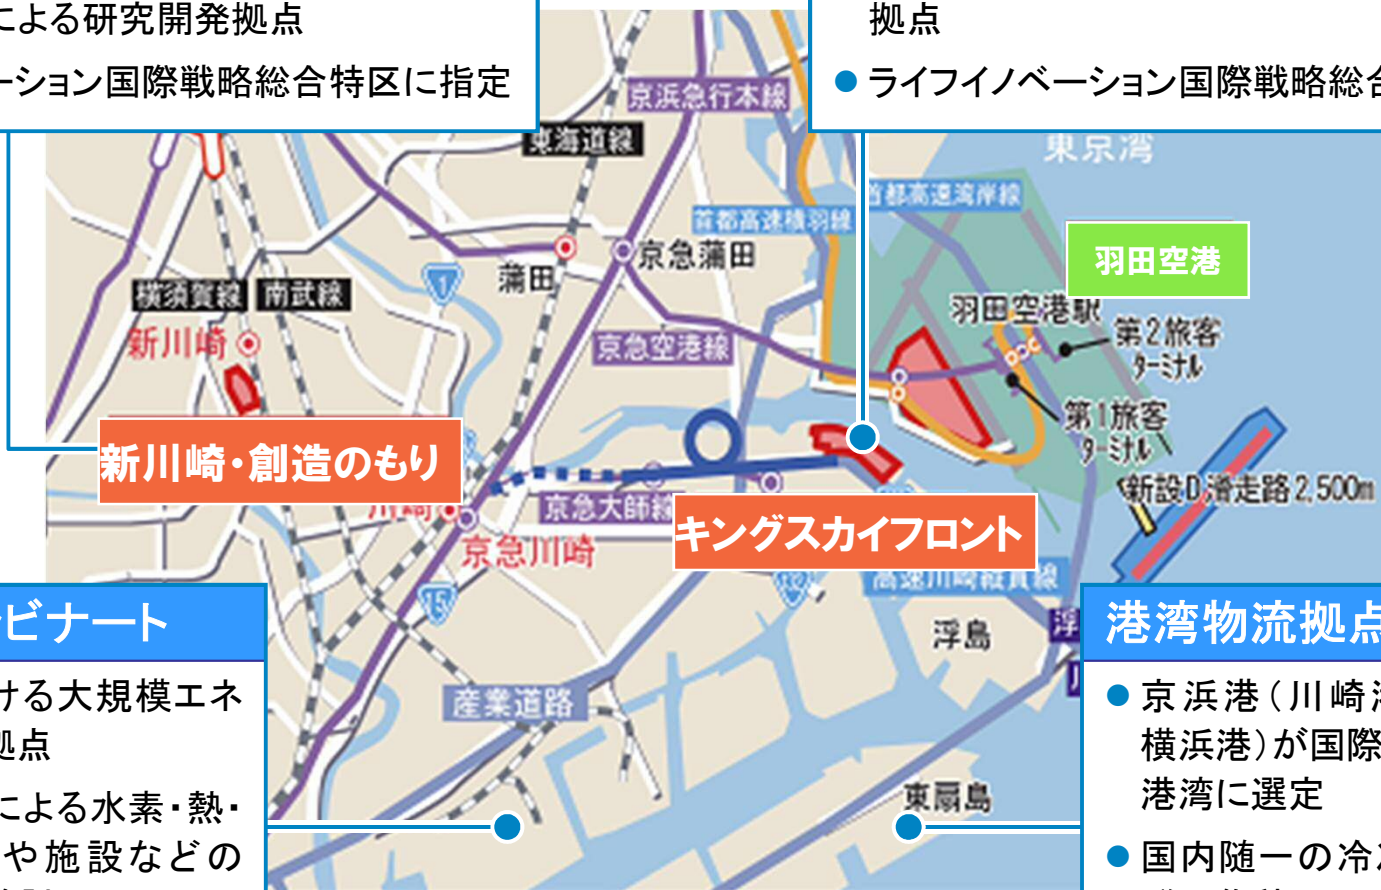 による研究開発拠点
ーション国際戦略総合特区に指定
拠点
● ライフイノベーション国際戦略総合
京浜急行本線
東海道線
東京湾
首都高速湾岸線
首都高速横羽線
羽田空港
京急蒲田
蒲田
横須賀線
南武線
1
羽田空港駅
新川崎
京急空港線
第2旅客
ターミナル
第1旅客
ターミナル
新川崎・創造のもり
新設D滑走路2,500m
京急大師線
川崎
キングスカイフロント
京急川崎
高速川崎縦貫線
15
浮島
浮
ビナート
港湾物流拠点
ける大規模エネ
拠点
産業道路
● 京浜港（川崎港
横浜港）が国際
港湾に選定
による水素・熱・
や施設などの
東扇島
● 国内随一の冷凍